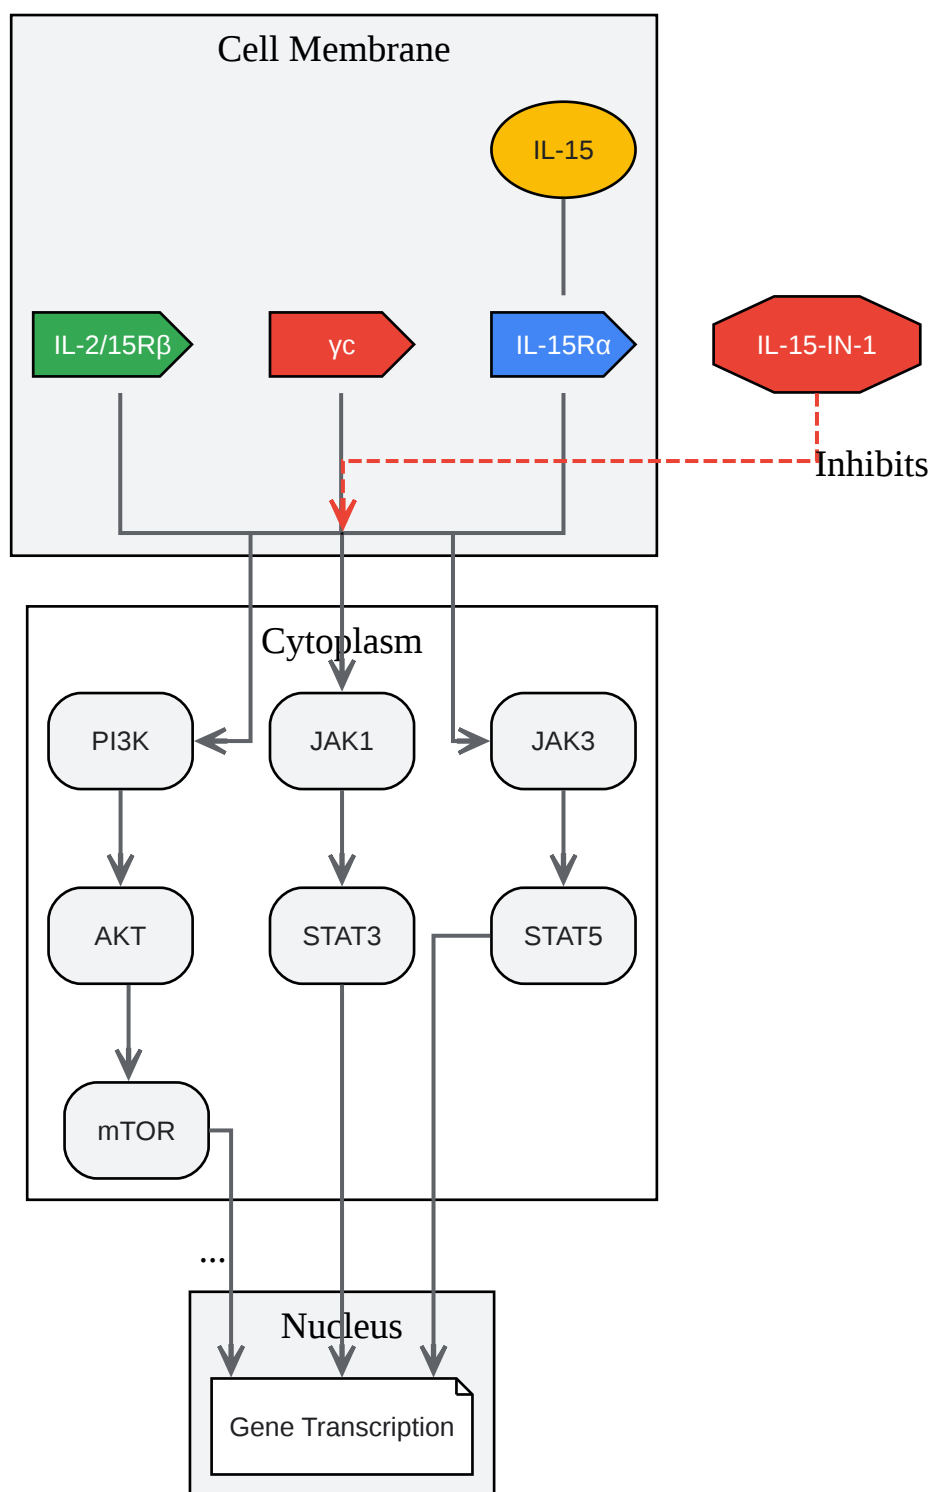 Cell Membrane
IL-15
IL-2/15Rβ
γc
IL-15Rα
IL-15-IN-1
Inhibits
Cytoplasm
PI3K
JAK1
JAK3
AKT
STAT3
STAT5
mTOR
...
Nucleus
Gene Transcription